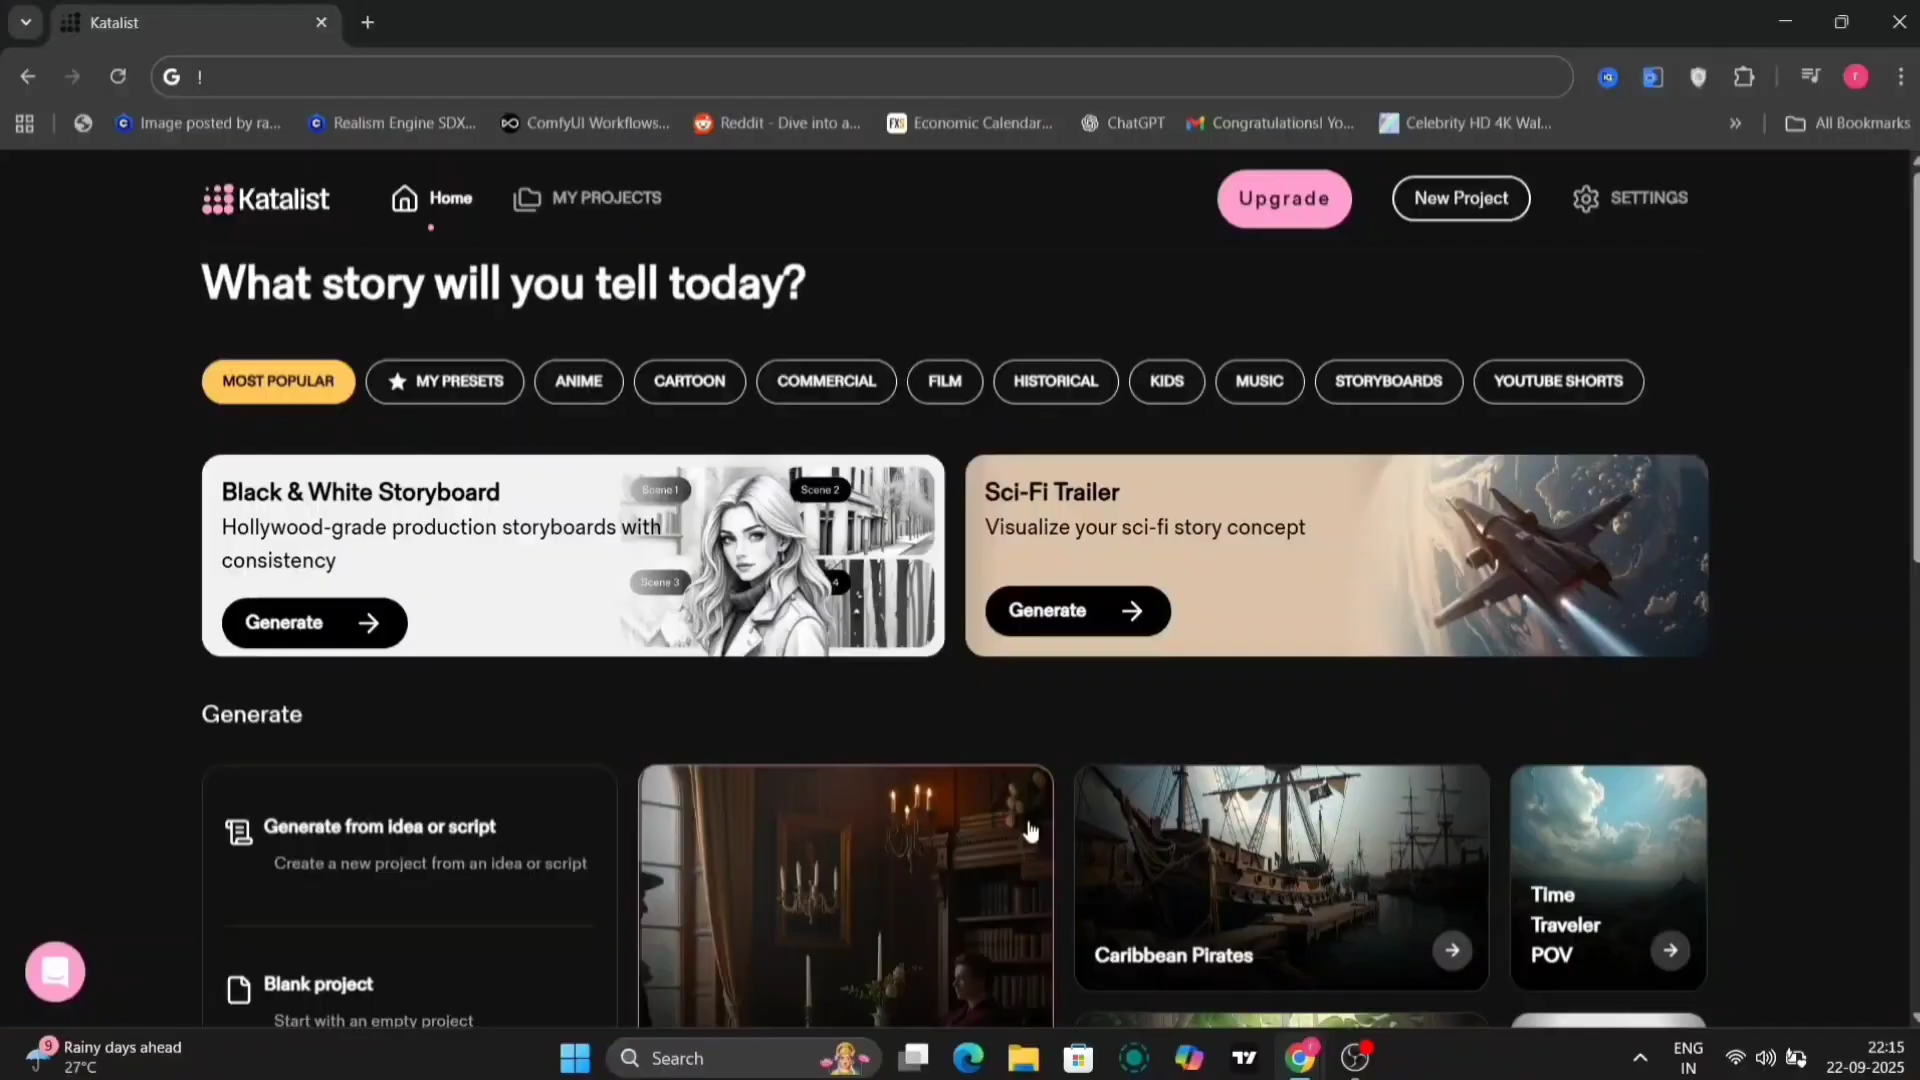 Katalist
!
Image posted by ra...
Realism Engine SDX...
ComfyUI Workflows...
Reddit - Dive into a...
FXS
Economic Calendar...
ChatGPT
Congratulations! Yo...
Celebrity HD 4K Wal...
All Bookmarks
Katalist
Home
MY PROJECTS
Upgrade
New Project
SETTINGS
What story will you tell today?
MOST POPULAR
MY PRESETS
ANIME
CARTOON
COMMERCIAL
FILM
HISTORICAL
KIDS
MUSIC
STORYBOARDS
YOUTUBE SHORTS
Black & White Storyboard
Hollywood-grade production storyboards with
consistency
Generate
Scene 1
Scene 2
Scene 3
4
Sci-Fi Trailer
Visualize your sci-fi story concept
Generate
Generate
Generate from idea or script
Create a new project from an idea or script
Blank project
Start with an empty project
Caribbean Pirates
Time
Traveler
POV
9
Rainy days ahead
27°C
Search
ENG
IN
22:15
22-09-2025